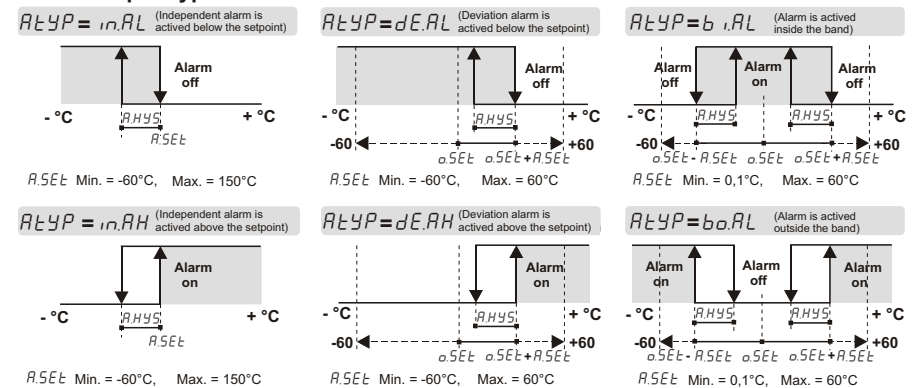 AtYP = in.AL (Independent alarm is actived below the setpoint)
Alarm off
- °C + °C
A.HYS
A.SEt
A.SEt Min. = -60°C, Max. = 150°C
AtYP=dE.AL (Deviation alarm is actived below the setpoint)
Alarm off
- °C + °C
A.HYS
-60 +60
o.SEt o.SEt+A.SEt
A.SEt Min. = -60°C, Max. = 60°C
AtYP=bi.AL (Alarm is actived inside the band)
Alarm off Alarm on Alarm off
- °C + °C
A.HYS A.HYS
-60 +60
o.SEt- A.SEt o.SEt o.SEt+A.SEt
A.SEt Min. = 0,1°C, Max. = 60°C
AtYP = in.AH (Independent alarm is actived above the setpoint)
Alarm on
- °C + °C
A.HYS
A.SEt
A.SEt Min. = -60°C, Max. = 150°C
AtYP=dE.AH (Deviation alarm is actived above the setpoint)
Alarm on
- °C + °C
A.HYS
-60 +60
o.SEt o.SEt+A.SEt
A.SEt Min. = -60°C, Max. = 60°C
AtYP=bo.AL (Alarm is actived outside the band)
Alarm on Alarm off Alarm on
- °C + °C
A.HYS A.HYS
-60 +60
o.SEt- A.SEt o.SEt o.SEt+A.SEt
A.SEt Min. = 0,1°C, Max. = 60°C